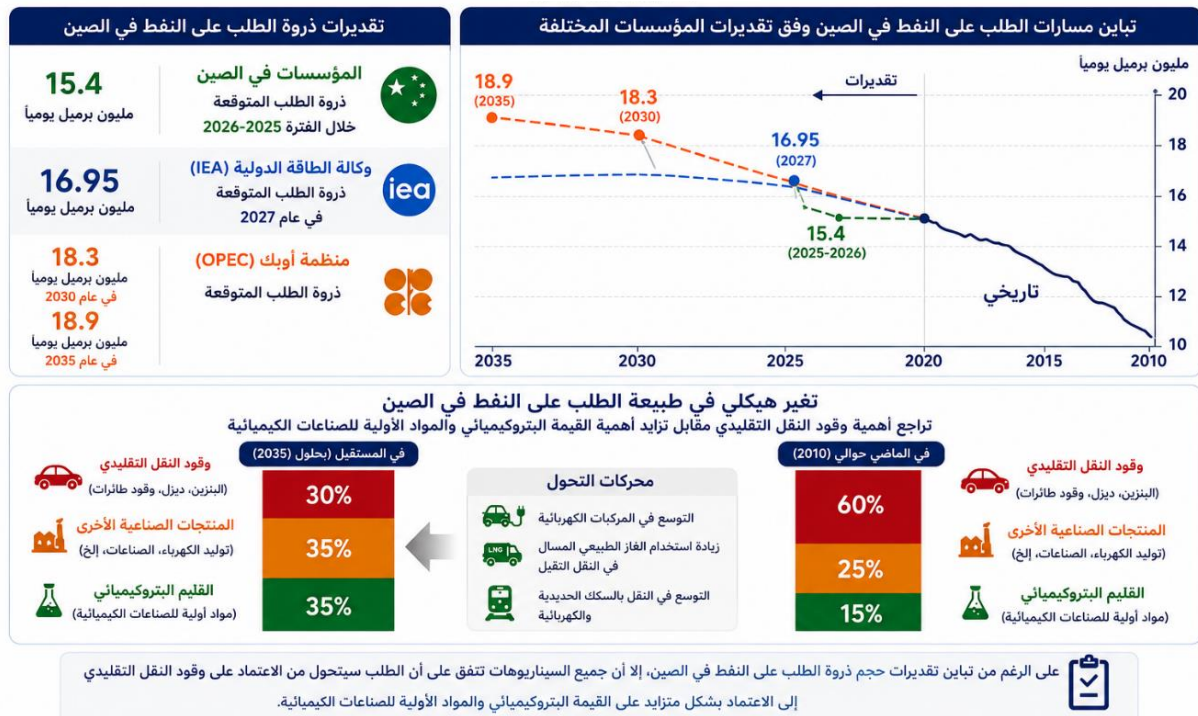 تباين مسارات الطلب على النفط في الصين وفق تقديرات المؤسسات المختلفة
مليون برميل يومياً
20
18
16
14
12
10
تقديرات
18.9
(2035)
18.3
(2030)
16.95
(2027)
15.4
(2025-2026)
تاريخي
2035
2030
2025
2020
2015
2010
تقديرات ذروة الطلب على النفط في الصين
المؤسسات في الصين
ذروة الطلب المتوقعة
خلال الفترة 2025-2026
15.4
مليون برميل يومياً
iea
وكالة الطاقة الدولية (IEA)
ذروة الطلب المتوقعة
في عام 2027
16.95
مليون برميل يومياً
منظمة أوبك (OPEC)
ذروة الطلب المتوقعة
18.3
مليون برميل يومياً
في عام 2030
18.9
مليون برميل يومياً
في عام 2035
تغير هيكلي في طبيعة الطلب على النفط في الصين
تراجع أهمية وقود النقل التقليدي مقابل تزايد أهمية القيمة البتروكيميائي والمواد الأولية للصناعات الكيميائية
في الماضي حوالي (2010)
وقود النقل التقليدي
(البنزين، ديزل، وقود طائرات)
60%
المنتجات الصناعية الأخرى
(توليد الكهرباء، الصناعات، إلخ)
25%
القليم البتروكيميائي
(مواد أولية للصناعات الكيميائية)
15%
محركات التحول
التوسع في المركبات الكهربائية
LNG
زيادة استخدام الغاز الطبيعي المسال
في النقل الثقيل
التوسع في النقل بالسكك الحديدية
والكهربائية
في المستقبل (بحلول 2035)
30%
وقود النقل التقليدي
(البنزين، ديزل، وقود طائرات)
35%
المنتجات الصناعية الأخرى
(توليد الكهرباء، الصناعات، إلخ)
35%
القليم البتروكيميائي
(مواد أولية للصناعات الكيميائية)
على الرغم من تباين تقديرات حجم ذروة الطلب على النفط في الصين، إلا أن جميع السيناريوهات تتفق على أن الطلب سيتحول من الاعتماد على وقود النقل التقليدي
إلى الاعتماد بشكل متزايد على القيمة البتروكيميائي والمواد الأولية للصناعات الكيميائية.